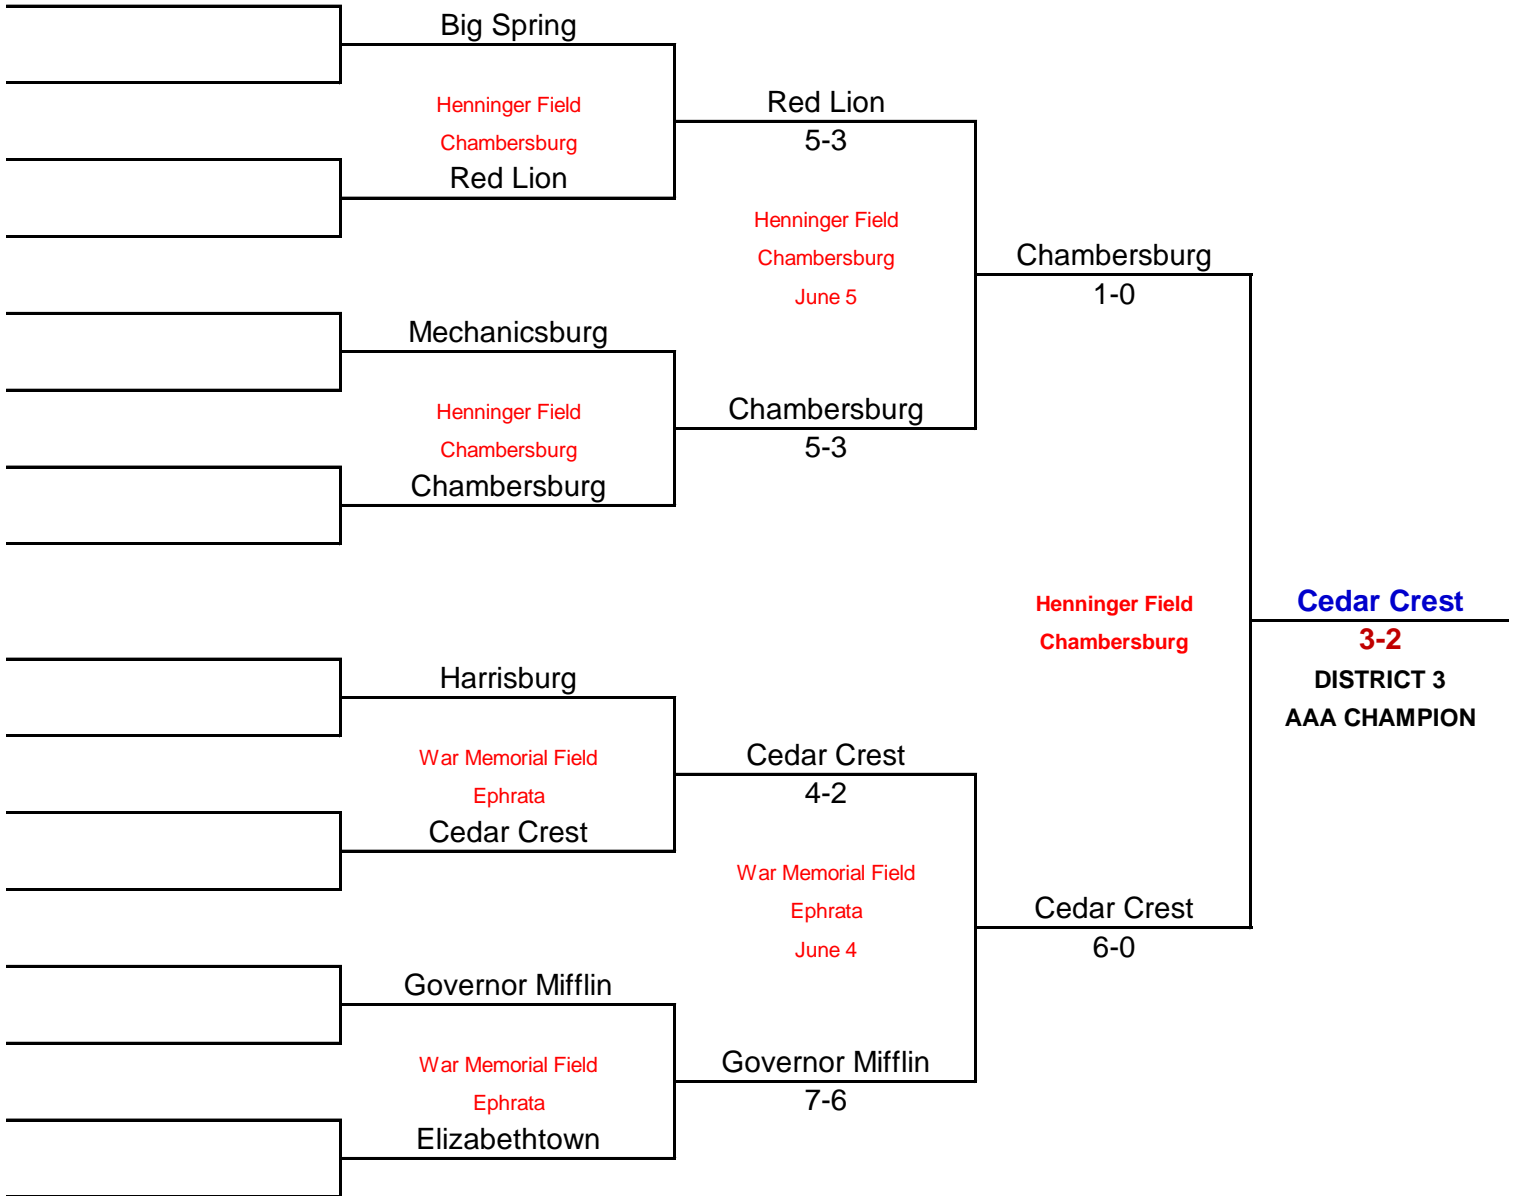 Big Spring
Henninger Field
Chambersburg
Red Lion
Red Lion
5-3
Henninger Field
Chambersburg
June 5
Chambersburg
1-0
Mechanicsburg
Henninger Field
Chambersburg
Chambersburg
Chambersburg
5-3
Henninger Field
Chambersburg
Cedar Crest
3-2
DISTRICT 3
AAA CHAMPION
Harrisburg
War Memorial Field
Ephrata
Cedar Crest
Cedar Crest
4-2
War Memorial Field
Ephrata
June 4
Cedar Crest
6-0
Governor Mifflin
War Memorial Field
Ephrata
Elizabethtown
Governor Mifflin
7-6